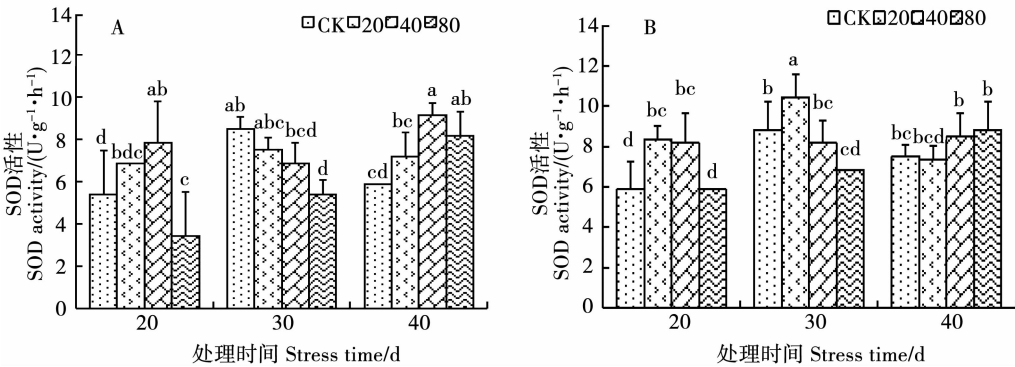 A
CK 20 40 80
SOD活性
SOD activity/(U·g⁻¹·h⁻¹)
14
12
10
8
6
4
2
0
d bdc ab c
ab abc bcd d
cd bc a ab
20 30 40
处理时间 Stress time/d
B
CK 20 40 80
SOD活性
SOD activity/(U·g⁻¹·h⁻¹)
14
12
10
8
6
4
2
0
d bc bc d
b a bc cd
bc bcd b b
20 30 40
处理时间 Stress time/d